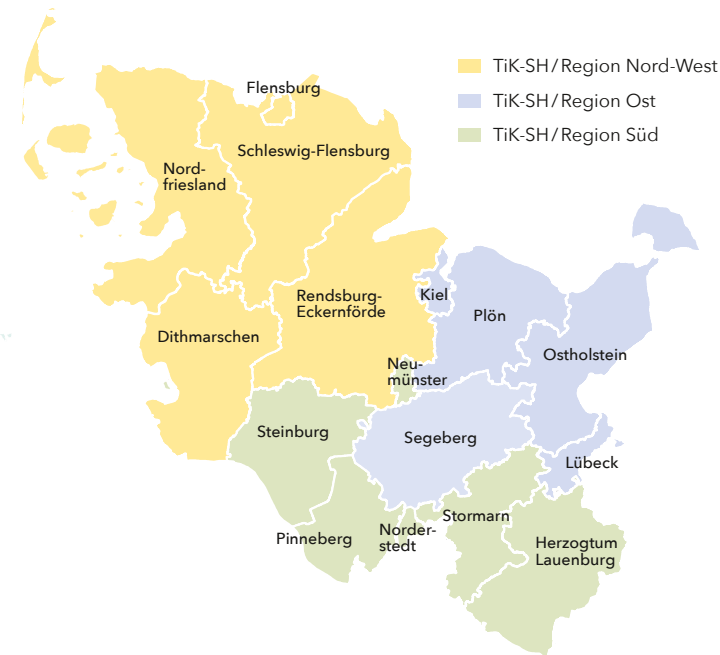 TiK-SH/Region Nord-West
TiK-SH/Region Ost
TiK-SH/Region Süd
Flensburg
Schleswig-Flensburg
Nord-
friesland
Rendsburg-
Eckernförde
Kiel
Plön
Dithmarschen
Ostholstein
Neu-
münster
Steinburg
Segeberg
Lübeck
Stormarn
Pinneberg
Norder-
stedt
Herzogtum
Lauenburg